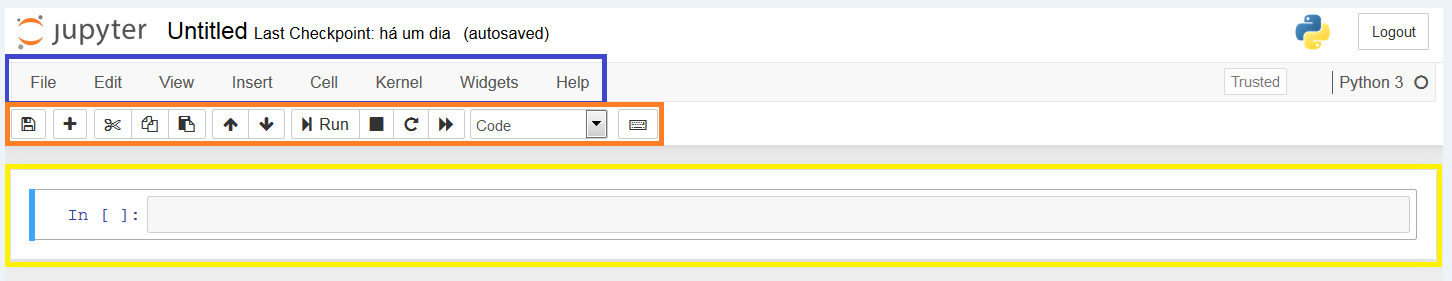 jupyter Untitled Last Checkpoint: há um dia (autosaved) Logout
File Edit View Insert Cell Kernel Widgets Help Trusted Python 3
Run Code
In [ ]: